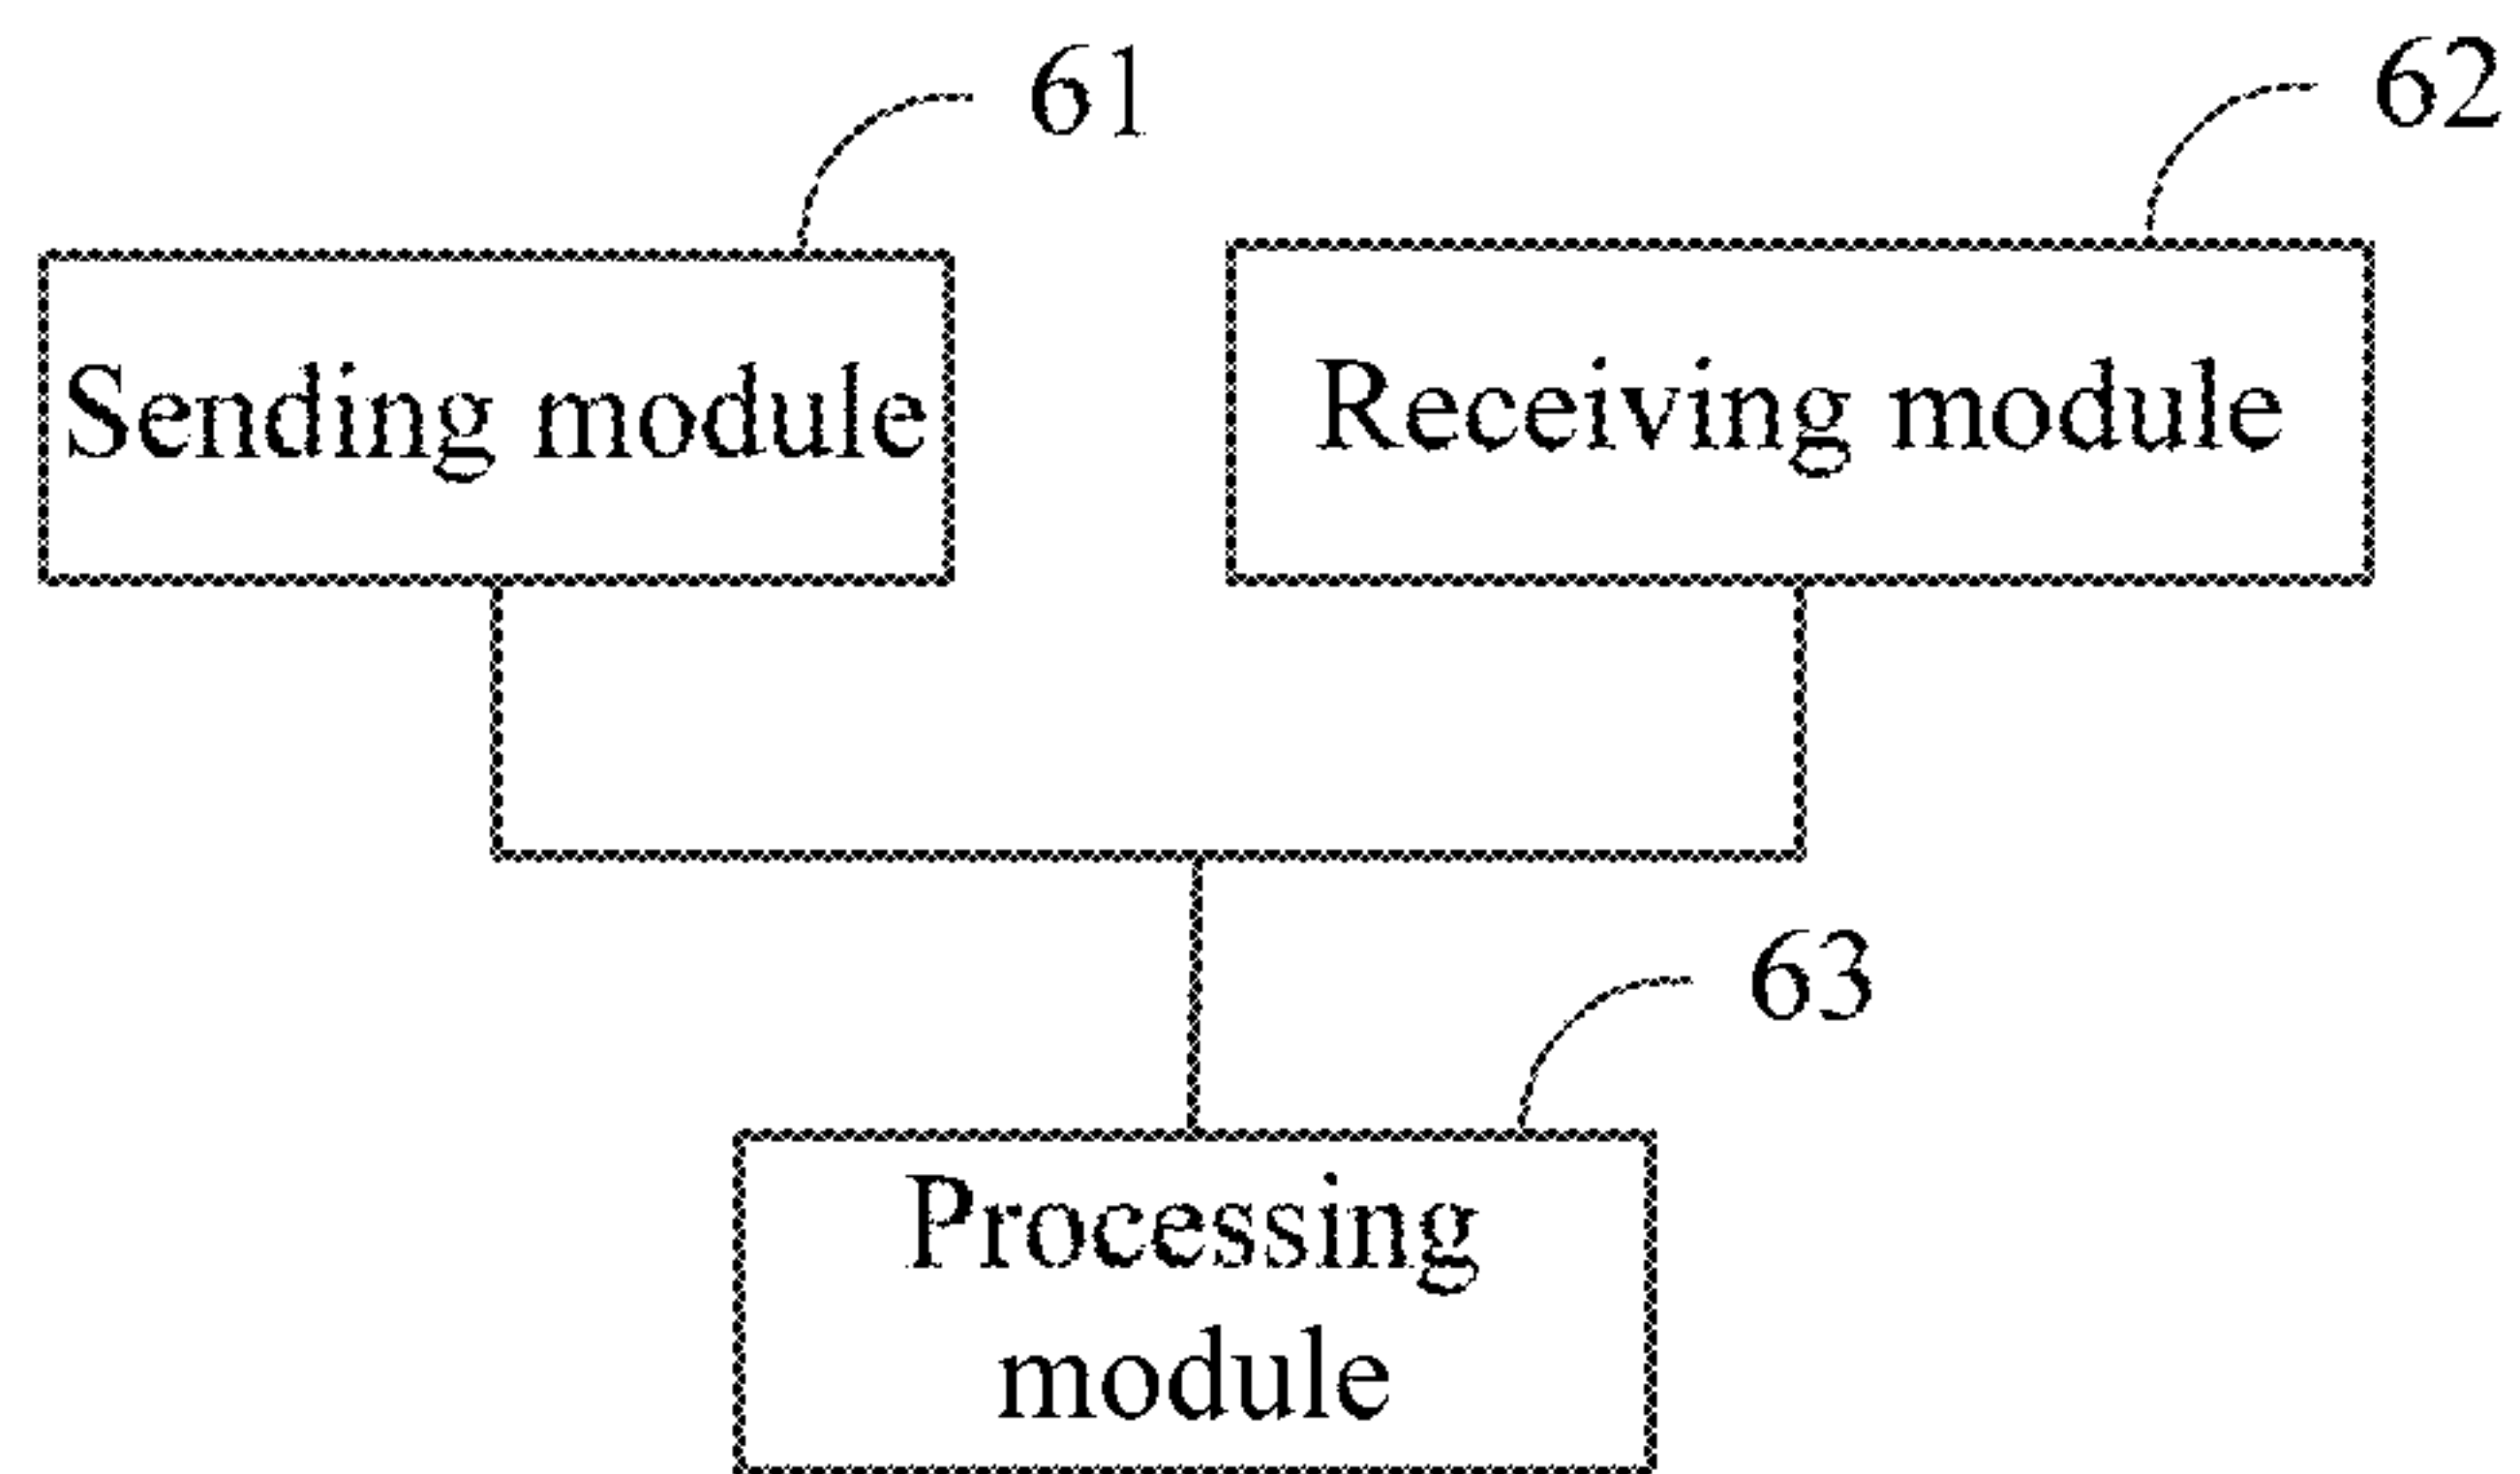 61
62
Sending module
Receiving module
63
Processing
module